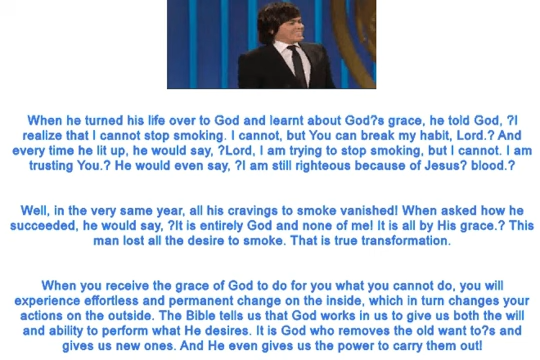 When he turned his life over to God and learnt about God?s grace, he told God, ?I
realize that I cannot stop smoking. I cannot, but You can break my habit, Lord.? And
every time he lit up, he would say, ?Lord, I am trying to stop smoking, but I cannot. I am
trusting You.? He would even say, ?I am still righteous because of Jesus? blood.?
Well, in the very same year, all his cravings to smoke vanished! When asked how he
succeeded, he would say, ?It is entirely God and none of me! It is all by His grace.? This
man lost all the desire to smoke. That is true transformation.
When you receive the grace of God to do for you what you cannot do, you will
experience effortless and permanent change on the inside, which in turn changes your
actions on the outside. The Bible tells us that God works in us to give us both the will
and ability to perform what He desires. It is God who removes the old want to?s and
gives us new ones. And He even gives us the power to carry them out!